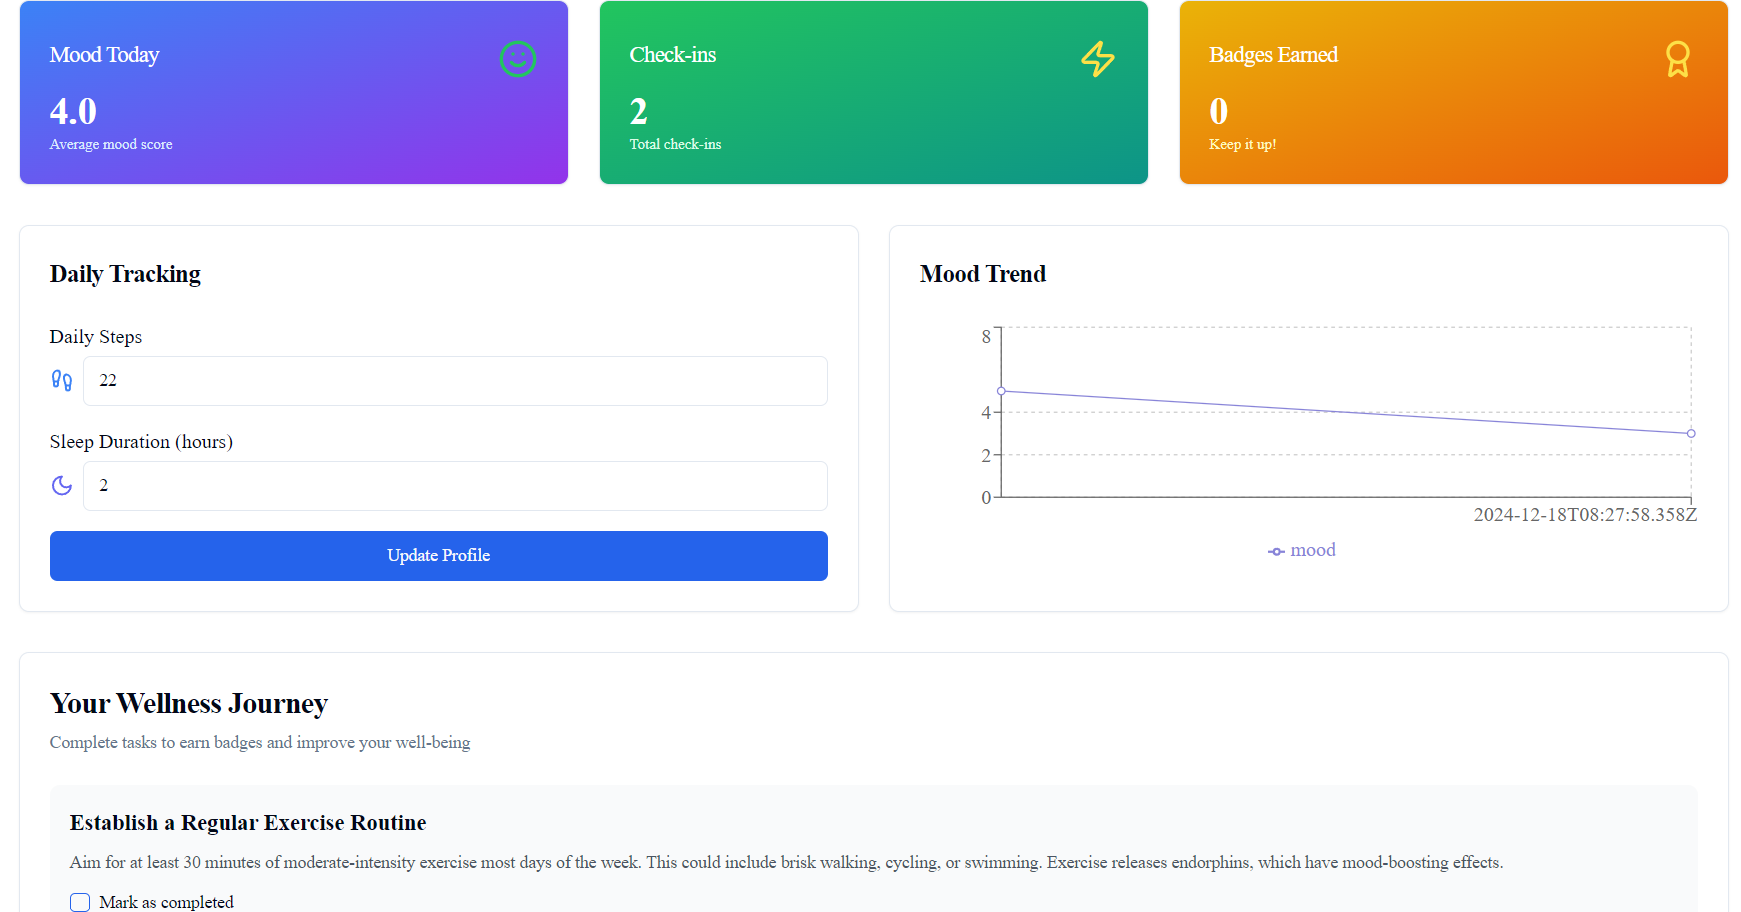 Mood Today
4.0
Average mood score
Check-ins
2
Total check-ins
Badges Earned
0
Keep it up!
Daily Tracking
Daily Steps
22
Sleep Duration (hours)
2
Update Profile
Mood Trend
8
4
2
0
2024-12-18T08:27:58.358Z
mood
Your Wellness Journey
Complete tasks to earn badges and improve your well-being
Establish a Regular Exercise Routine
Aim for at least 30 minutes of moderate-intensity exercise most days of the week. This could include brisk walking, cycling, or swimming. Exercise releases endorphins, which have mood-boosting effects.
Mark as completed